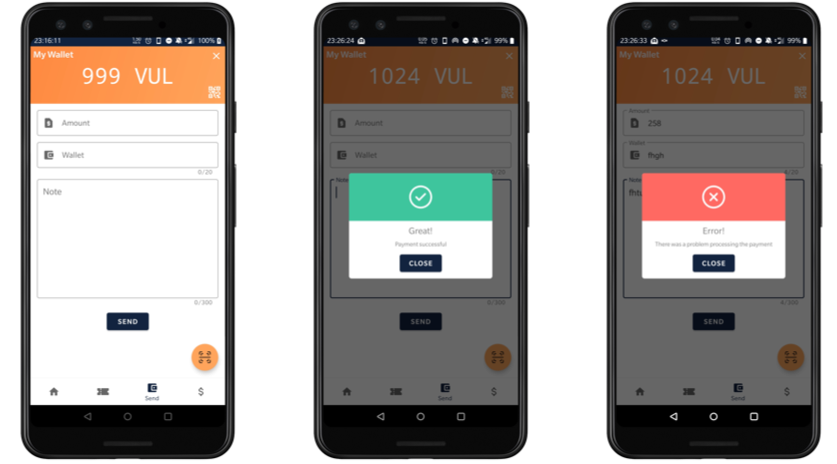 23:16:11
100%
My Wallet
999 VUL
Amount
Wallet
0/20
Note
0/300
SEND
Send
23:26:24
99%
My Wallet
1024 VUL
Amount
Wallet
Note
Great!
Payment successful
CLOSE
0/300
SEND
Send
23:26:33
99%
My Wallet
1024 VUL
Amount
258
Wallet
fhgh
Error!
There was a problem processing the payment
CLOSE
4/300
SEND
Send